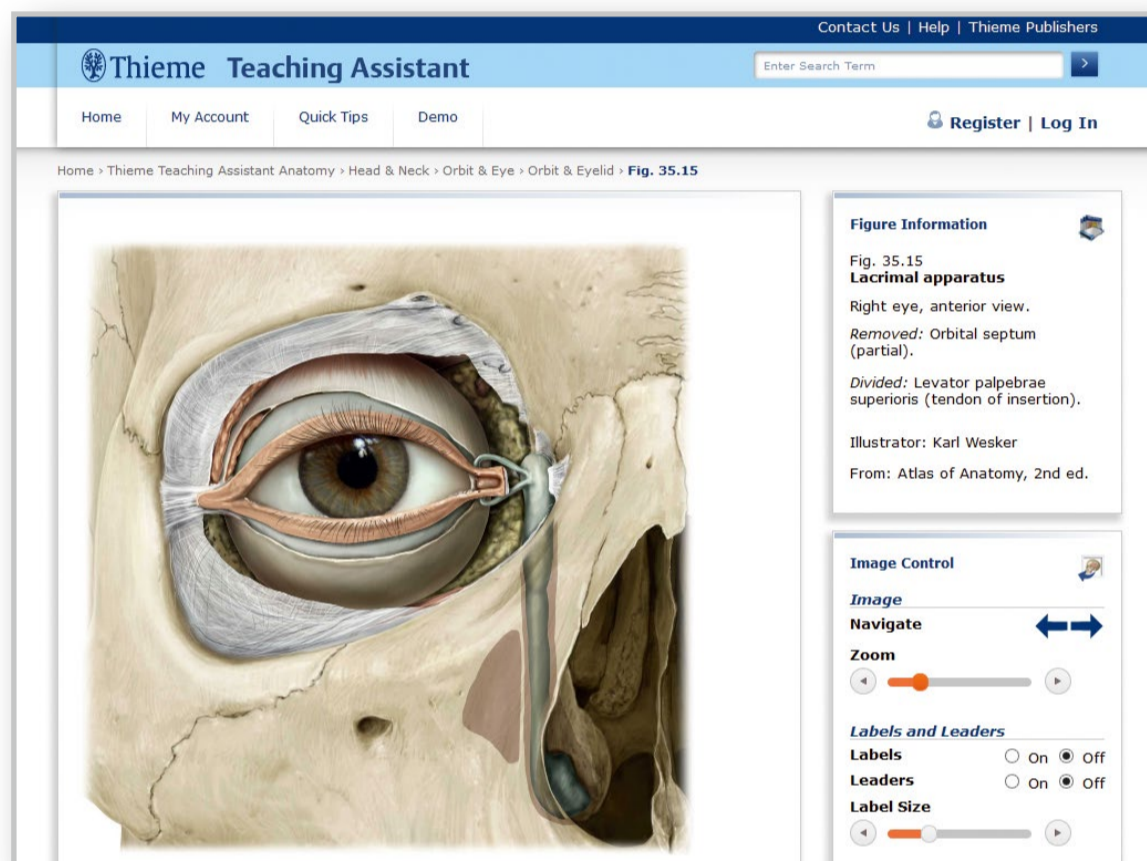 Contact Us | Help | Thieme Publishers
Thieme Teaching Assistant
Enter Search Term
Home
My Account
Quick Tips
Demo
Register | Log In
Home › Thieme Teaching Assistant Anatomy › Head & Neck › Orbit & Eye › Orbit & Eyelid › Fig. 35.15
Figure Information
Fig. 35.15
Lacrimal apparatus
Right eye, anterior view.
Removed: Orbital septum
(partial).
Divided: Levator palpebrae
superioris (tendon of insertion).
Illustrator: Karl Wesker
From: Atlas of Anatomy, 2nd ed.
Image Control
Image
Navigate
Zoom
Labels and Leaders
Labels On Off
Leaders On Off
Label Size